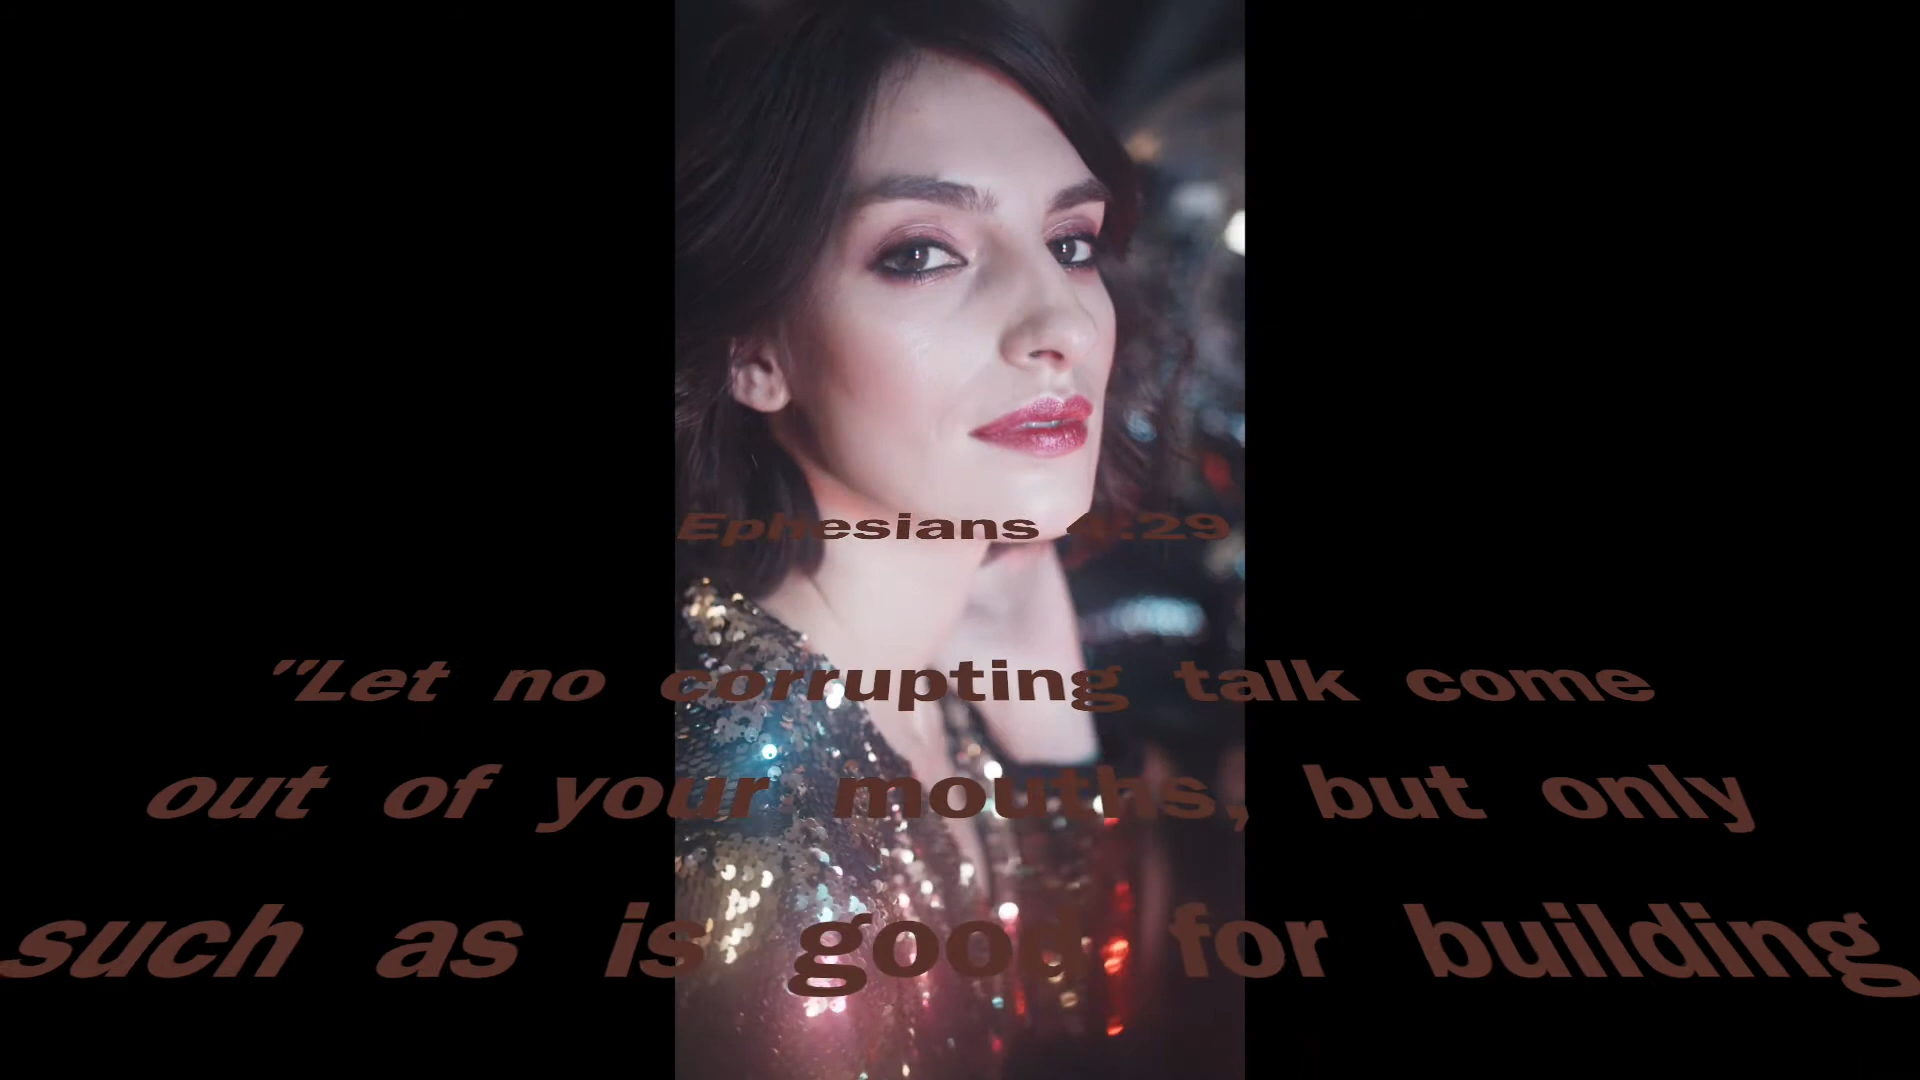 Ephesians 4:29
"Let no corrupting talk come
out of your mouths, but only
such as is good for building